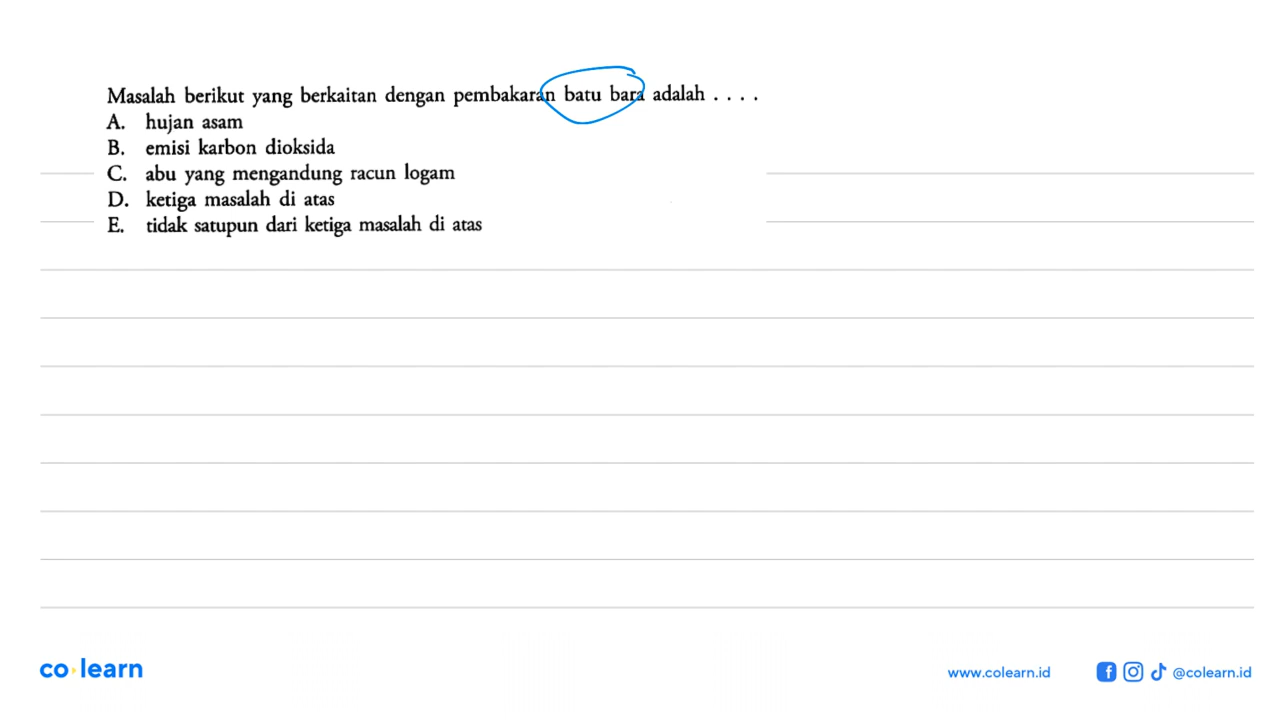 Masalah berikut yang berkaitan dengan pembakaran batu bara adalah . . . .
A. hujan asam
B. emisi karbon dioksida
C. abu yang mengandung racun logam
D. ketiga masalah di atas
E. tidak satupun dari ketiga masalah di atas
co learn
www.colearn.id @colearn.id